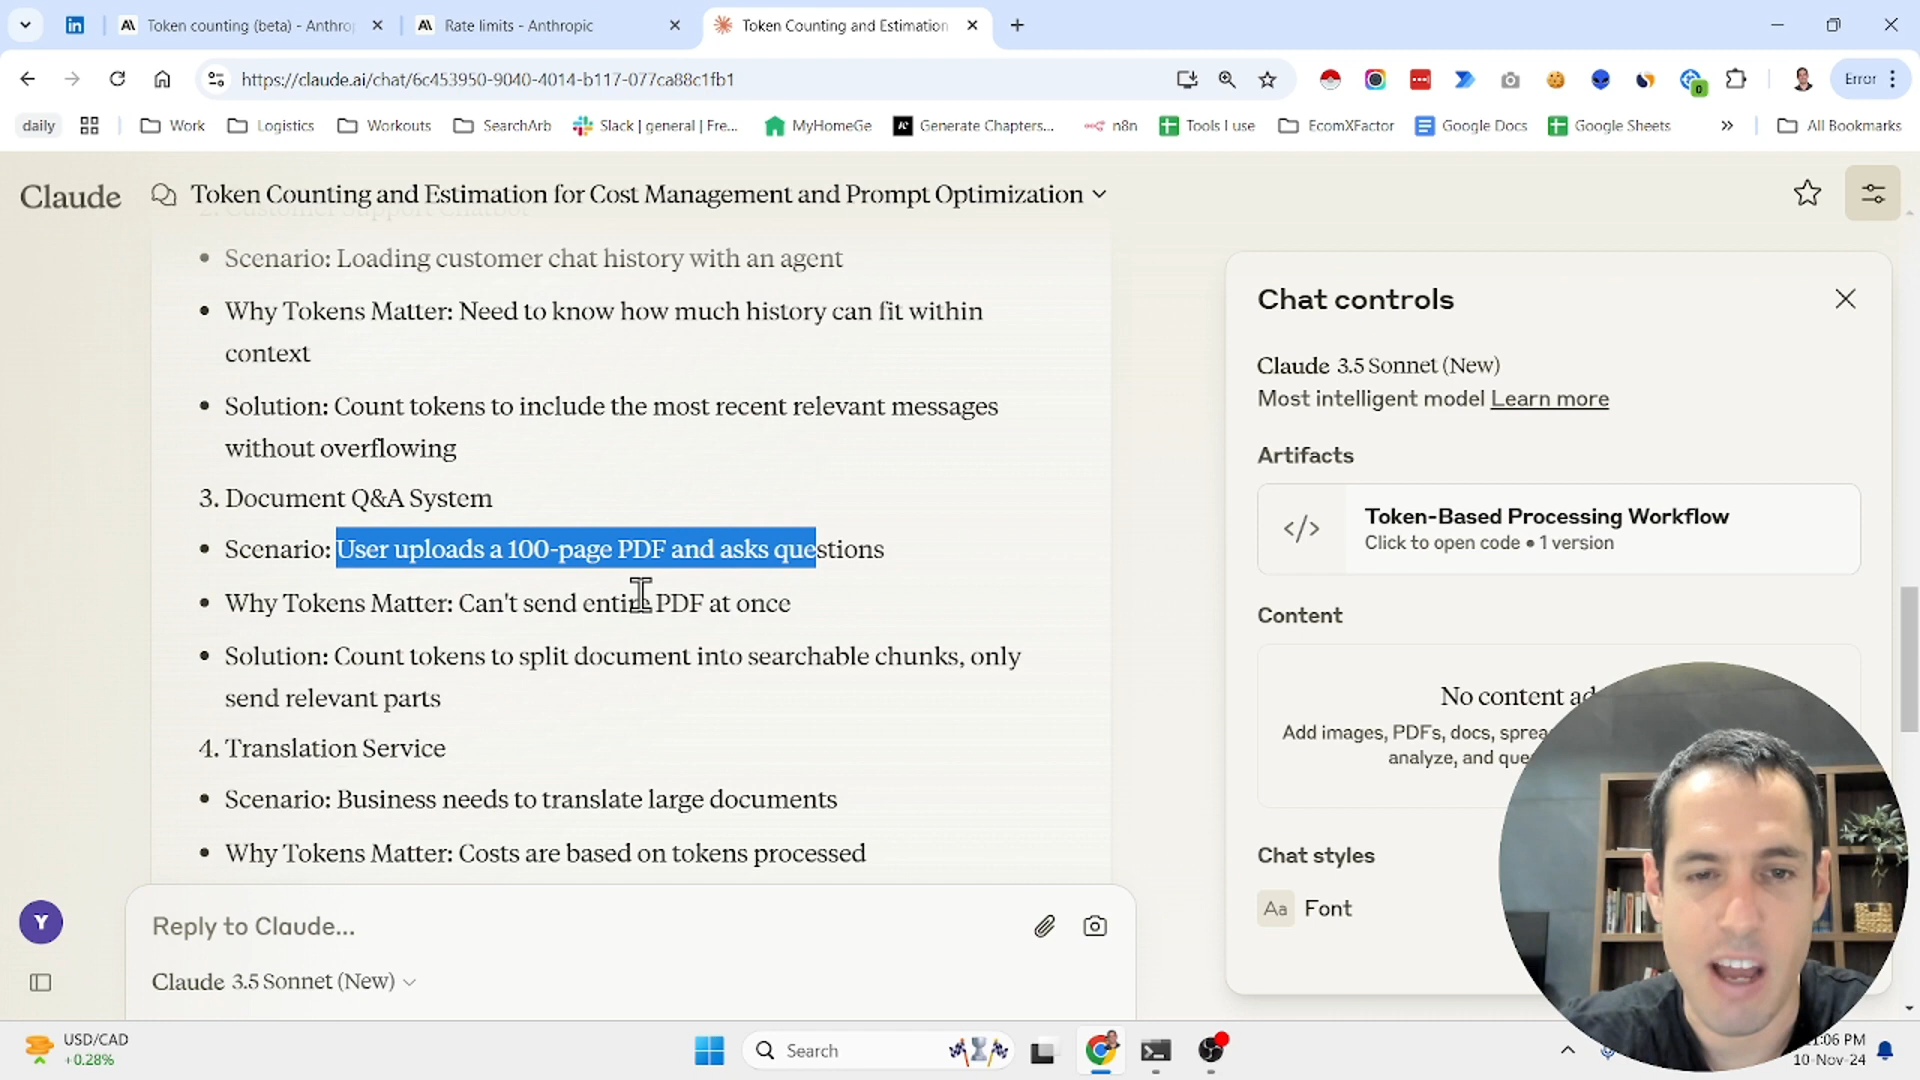 Token counting (beta) - Anthro
Rate limits - Anthropic
Token Counting and Estimation
https://claude.ai/chat/6c453950-9040-4014-b117-077ca88c1fb1
0
Error
daily
Work
Logistics
Workouts
SearchArb
Slack | general | Fre...
MyHomeGe
Generate Chapters...
n8n
Tools I use
EcomXFactor
Google Docs
Google Sheets
All Bookmarks
Claude
Token Counting and Estimation for Cost Management and Prompt Optimization
2. Customer Support Chatbot
• Scenario: Loading customer chat history with an agent
• Why Tokens Matter: Need to know how much history can fit within
context
• Solution: Count tokens to include the most recent relevant messages
without overflowing
3. Document Q&A System
• Scenario: User uploads a 100-page PDF and asks questions
• Why Tokens Matter: Can't send entire PDF at once
• Solution: Count tokens to split document into searchable chunks, only
send relevant parts
4. Translation Service
• Scenario: Business needs to translate large documents
• Why Tokens Matter: Costs are based on tokens processed
Chat controls
Claude 3.5 Sonnet (New)
Most intelligent model Learn more
Artifacts
</> Token-Based Processing Workflow
Click to open code • 1 version
Content
No content ad
Add images, PDFs, docs, sprea
analyze, and que
Chat styles
Aa Font
Y
Reply to Claude...
Claude 3.5 Sonnet (New)
USD/CAD
+0.28%
Search
:06 PM
10-Nov-24